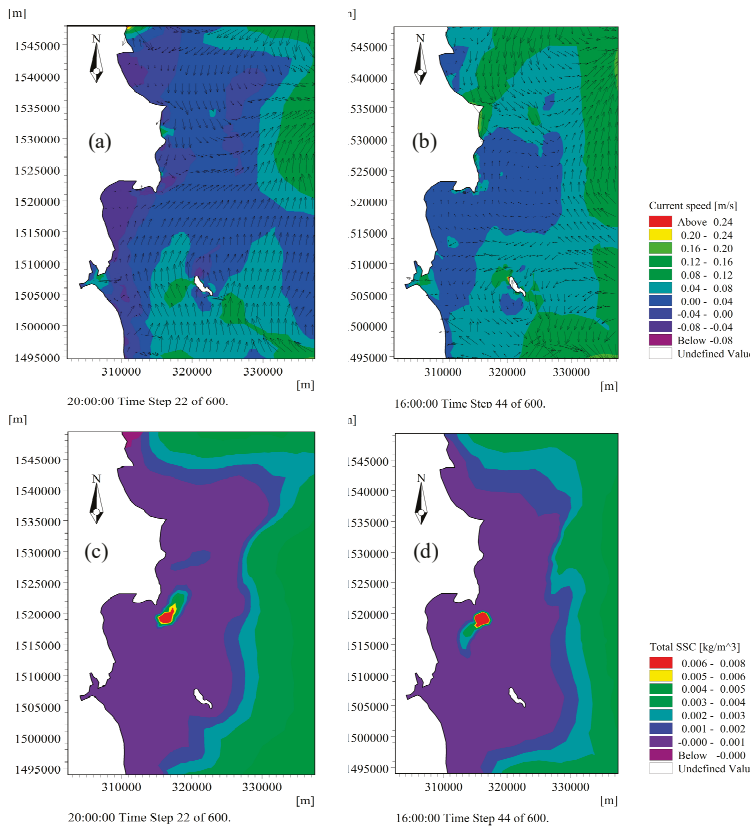 [m]
n]
1545000
1540000
1535000
1530000
1525000
1520000
1515000
1510000
1505000
1500000
1495000
N
(a)
310000 320000 330000
[m]
20:00:00 Time Step 22 of 600.
1545000
540000
535000
530000
525000
520000
1515000
510000
505000
1500000
495000
N
(b)
310000 320000 330000
[m]
16:00:00 Time Step 44 of 600.
Current speed [m/s]
Above 0.24
0.20 - 0.24
0.16 - 0.20
0.12 - 0.16
0.08 - 0.12
0.04 - 0.08
0.00 - 0.04
-0.04 - 0.00
-0.08 - -0.04
Below -0.08
Undefined Value
[m]
n]
1545000
1540000
1535000
1530000
1525000
1520000
1515000
1510000
1505000
1500000
1495000
N
(c)
310000 320000 330000
[m]
20:00:00 Time Step 22 of 600.
1545000
1540000
1535000
1530000
1525000
1520000
1515000
1510000
1505000
1500000
1495000
N
(d)
310000 320000 330000
[m]
16:00:00 Time Step 44 of 600.
Total SSC [kg/m^3]
0.006 - 0.008
0.005 - 0.006
0.004 - 0.005
0.003 - 0.004
0.002 - 0.003
0.001 - 0.002
-0.000 - 0.001
Below -0.000
Undefined Value